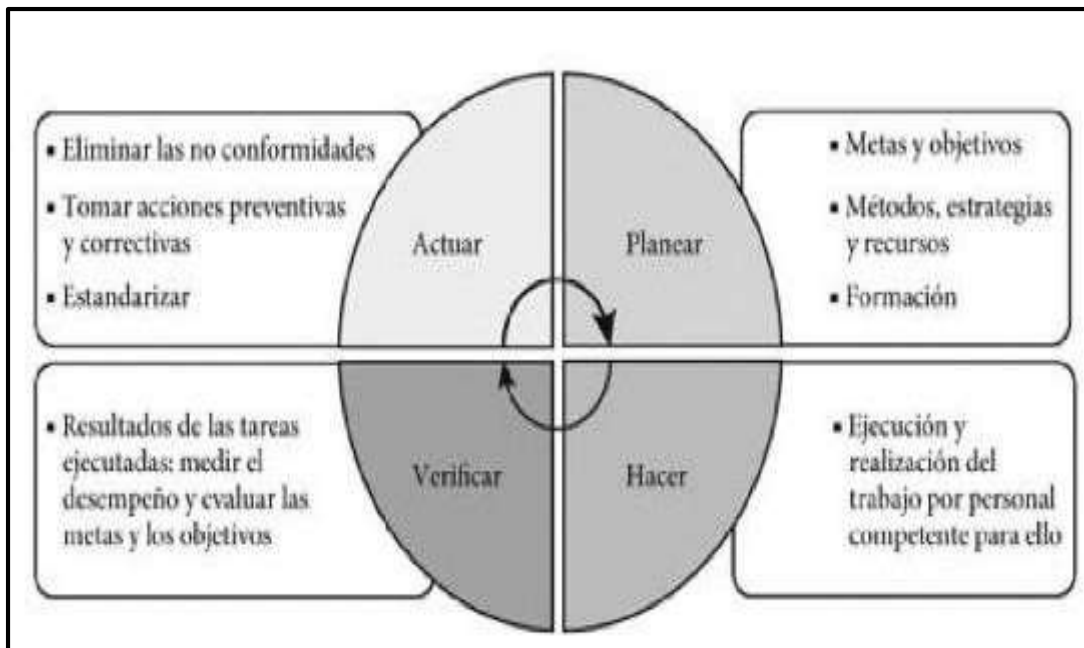 ▪ Eliminar las no conformidades
▪ Tomar acciones preventivas
y correctivas
▪ Estandarizar
Actuar
Planear
▪ Metas y objetivos
▪ Métodos, estrategias
y recursos
▪ Formación
▪ Resultados de las tareas
ejecutadas: medir el
desempeño y evaluar las
metas y los objetivos
Verificar
Hacer
▪ Ejecución y
realización del
trabajo por personal
competente para ello